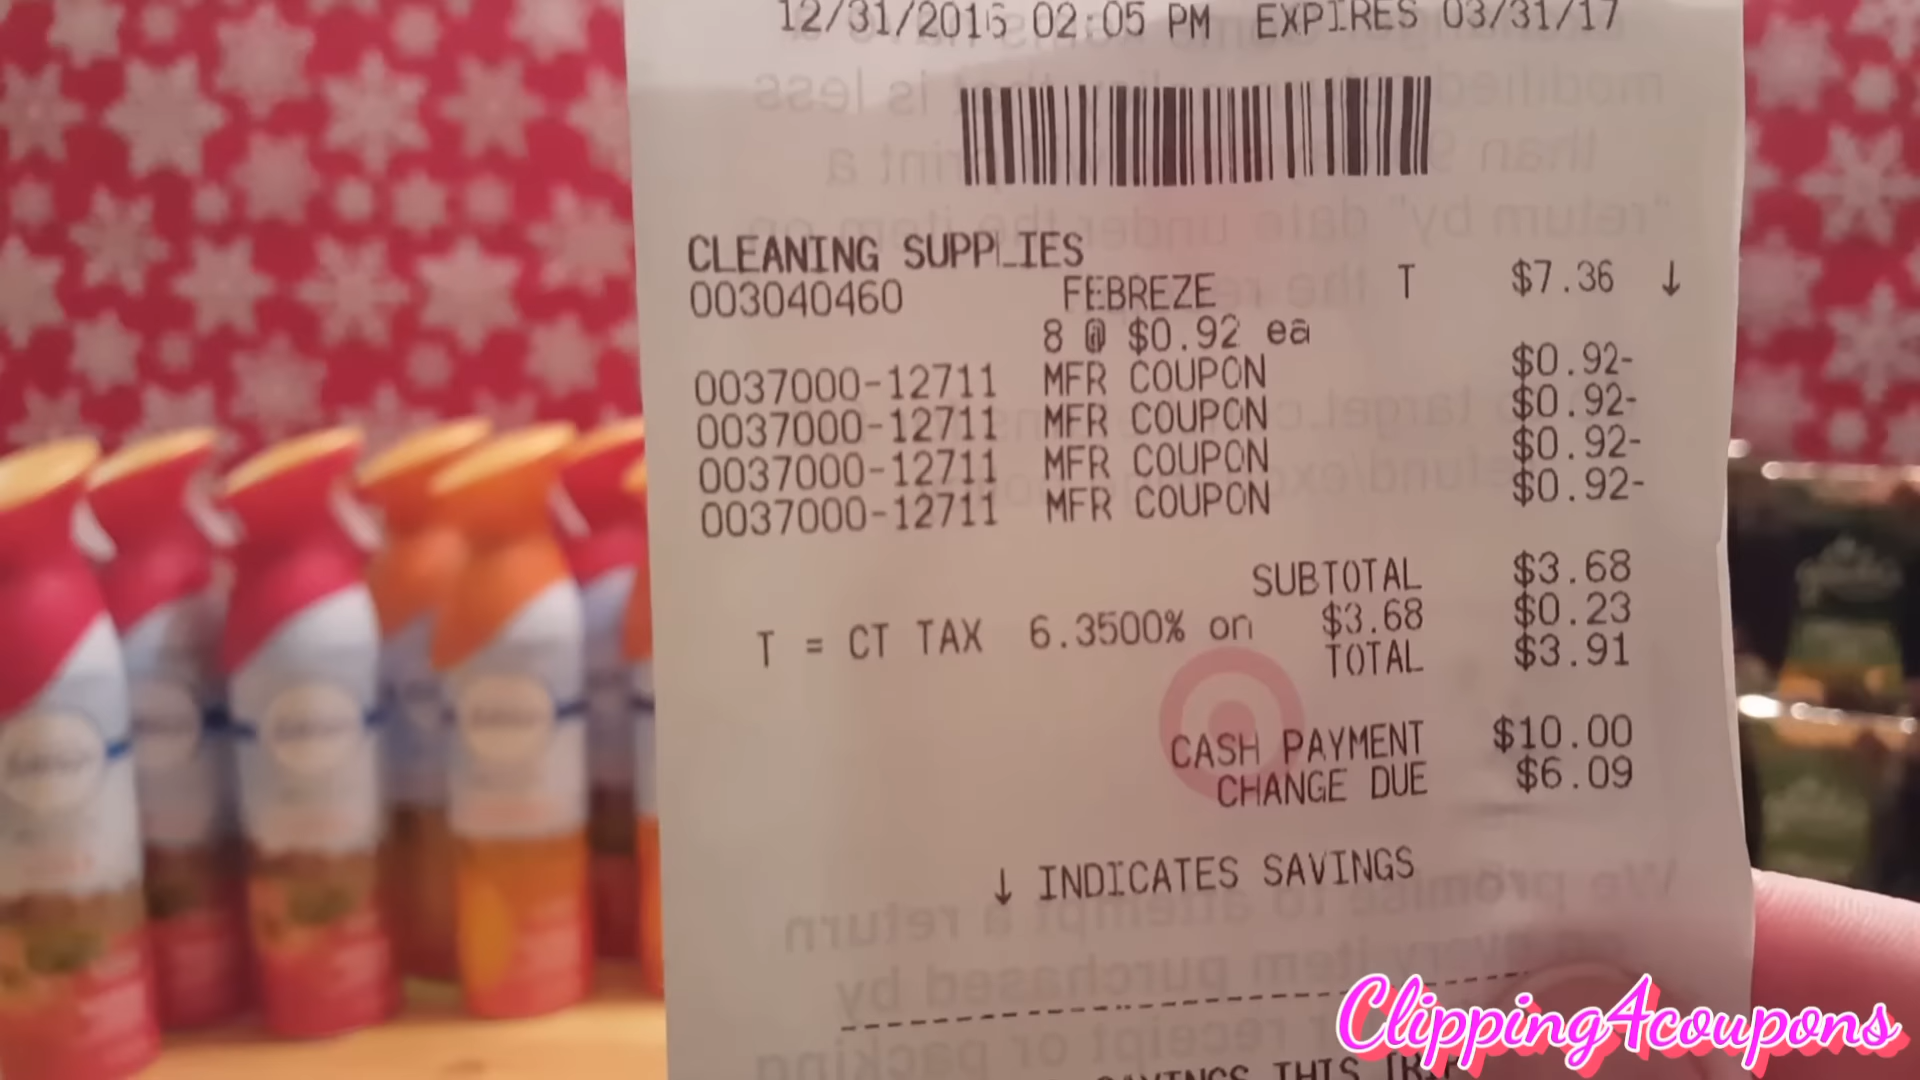 12/31/2016 02:05 PM EXPIRES 03/31/17
CLEANING SUPPLIES
003040460 FEBREZE T $7.36 ↓
8 @ $0.92 ea
0037000-12711 MFR COUPON $0.92-
0037000-12711 MFR COUPON $0.92-
0037000-12711 MFR COUPON $0.92-
0037000-12711 MFR COUPON $0.92-
SUBTOTAL $3.68
T = CT TAX 6.3500% on $3.68 $0.23
TOTAL $3.91
CASH PAYMENT $10.00
CHANGE DUE $6.09
↓ INDICATES SAVINGS
THIS
Clipping4coupons